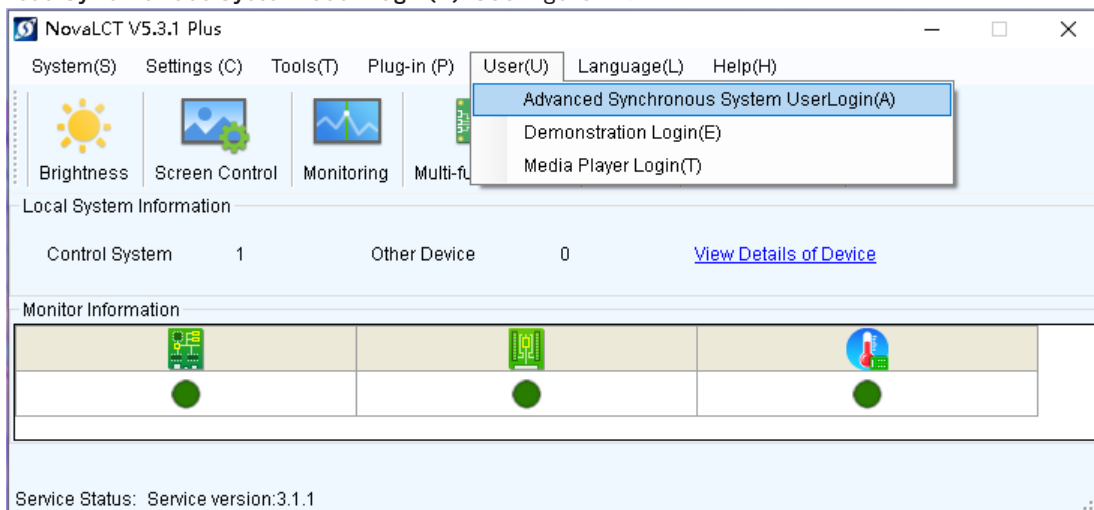 NovaLCT V5.3.1 Plus
System(S) Settings (C) Tools(T) Plug-in (P) User(U) Language(L) Help(H)
Advanced Synchronous System UserLogin(A)
Demonstration Login(E)
Media Player Login(T)
Brightness Screen Control Monitoring Multi-fu
Local System Information
Control System 1 Other Device 0 View Details of Device
Monitor Information
Service Status: Service version:3.1.1